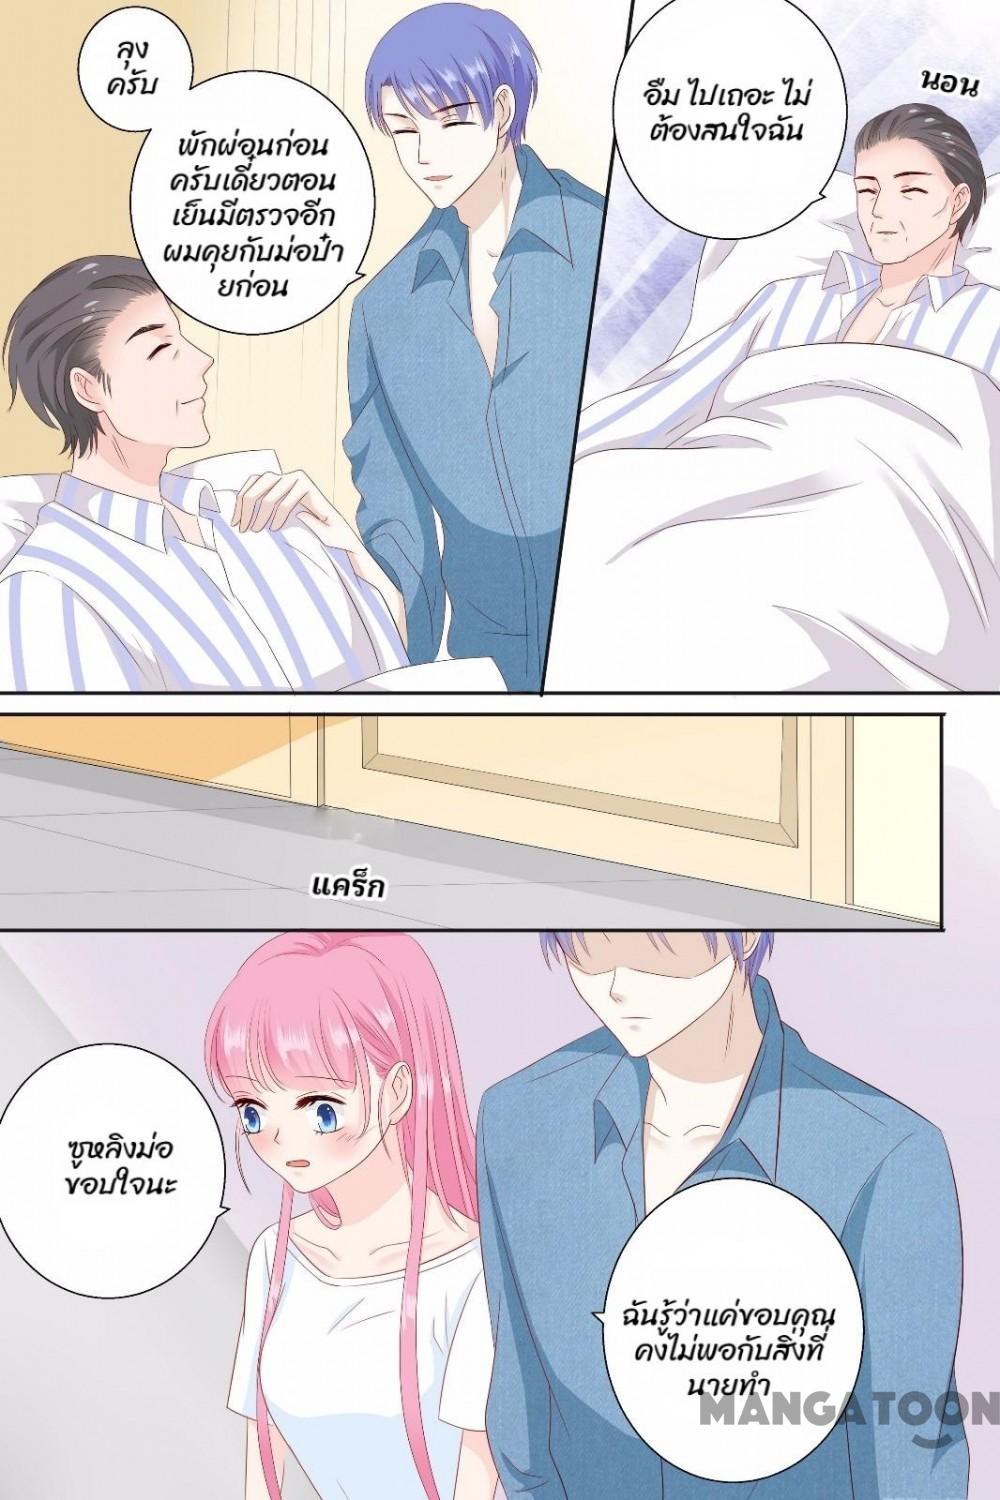 ลุง
ครับ
พักผ่อนก่อน
ครับเดี๋ยวตอน
เย็นมีตรวจอีก
ผมคุยกับม่อป๋า
ยก่อน
อืม ไปเถอะ ไม่
ต้องสนใจฉัน
นอน
แคร็ก
ซูหลิงม่อ
ขอบใจนะ
ฉันรู้ว่าแค่ขอบคุณ
คงไม่พอกับสิ่งที่
นายทำ
MANGATOON